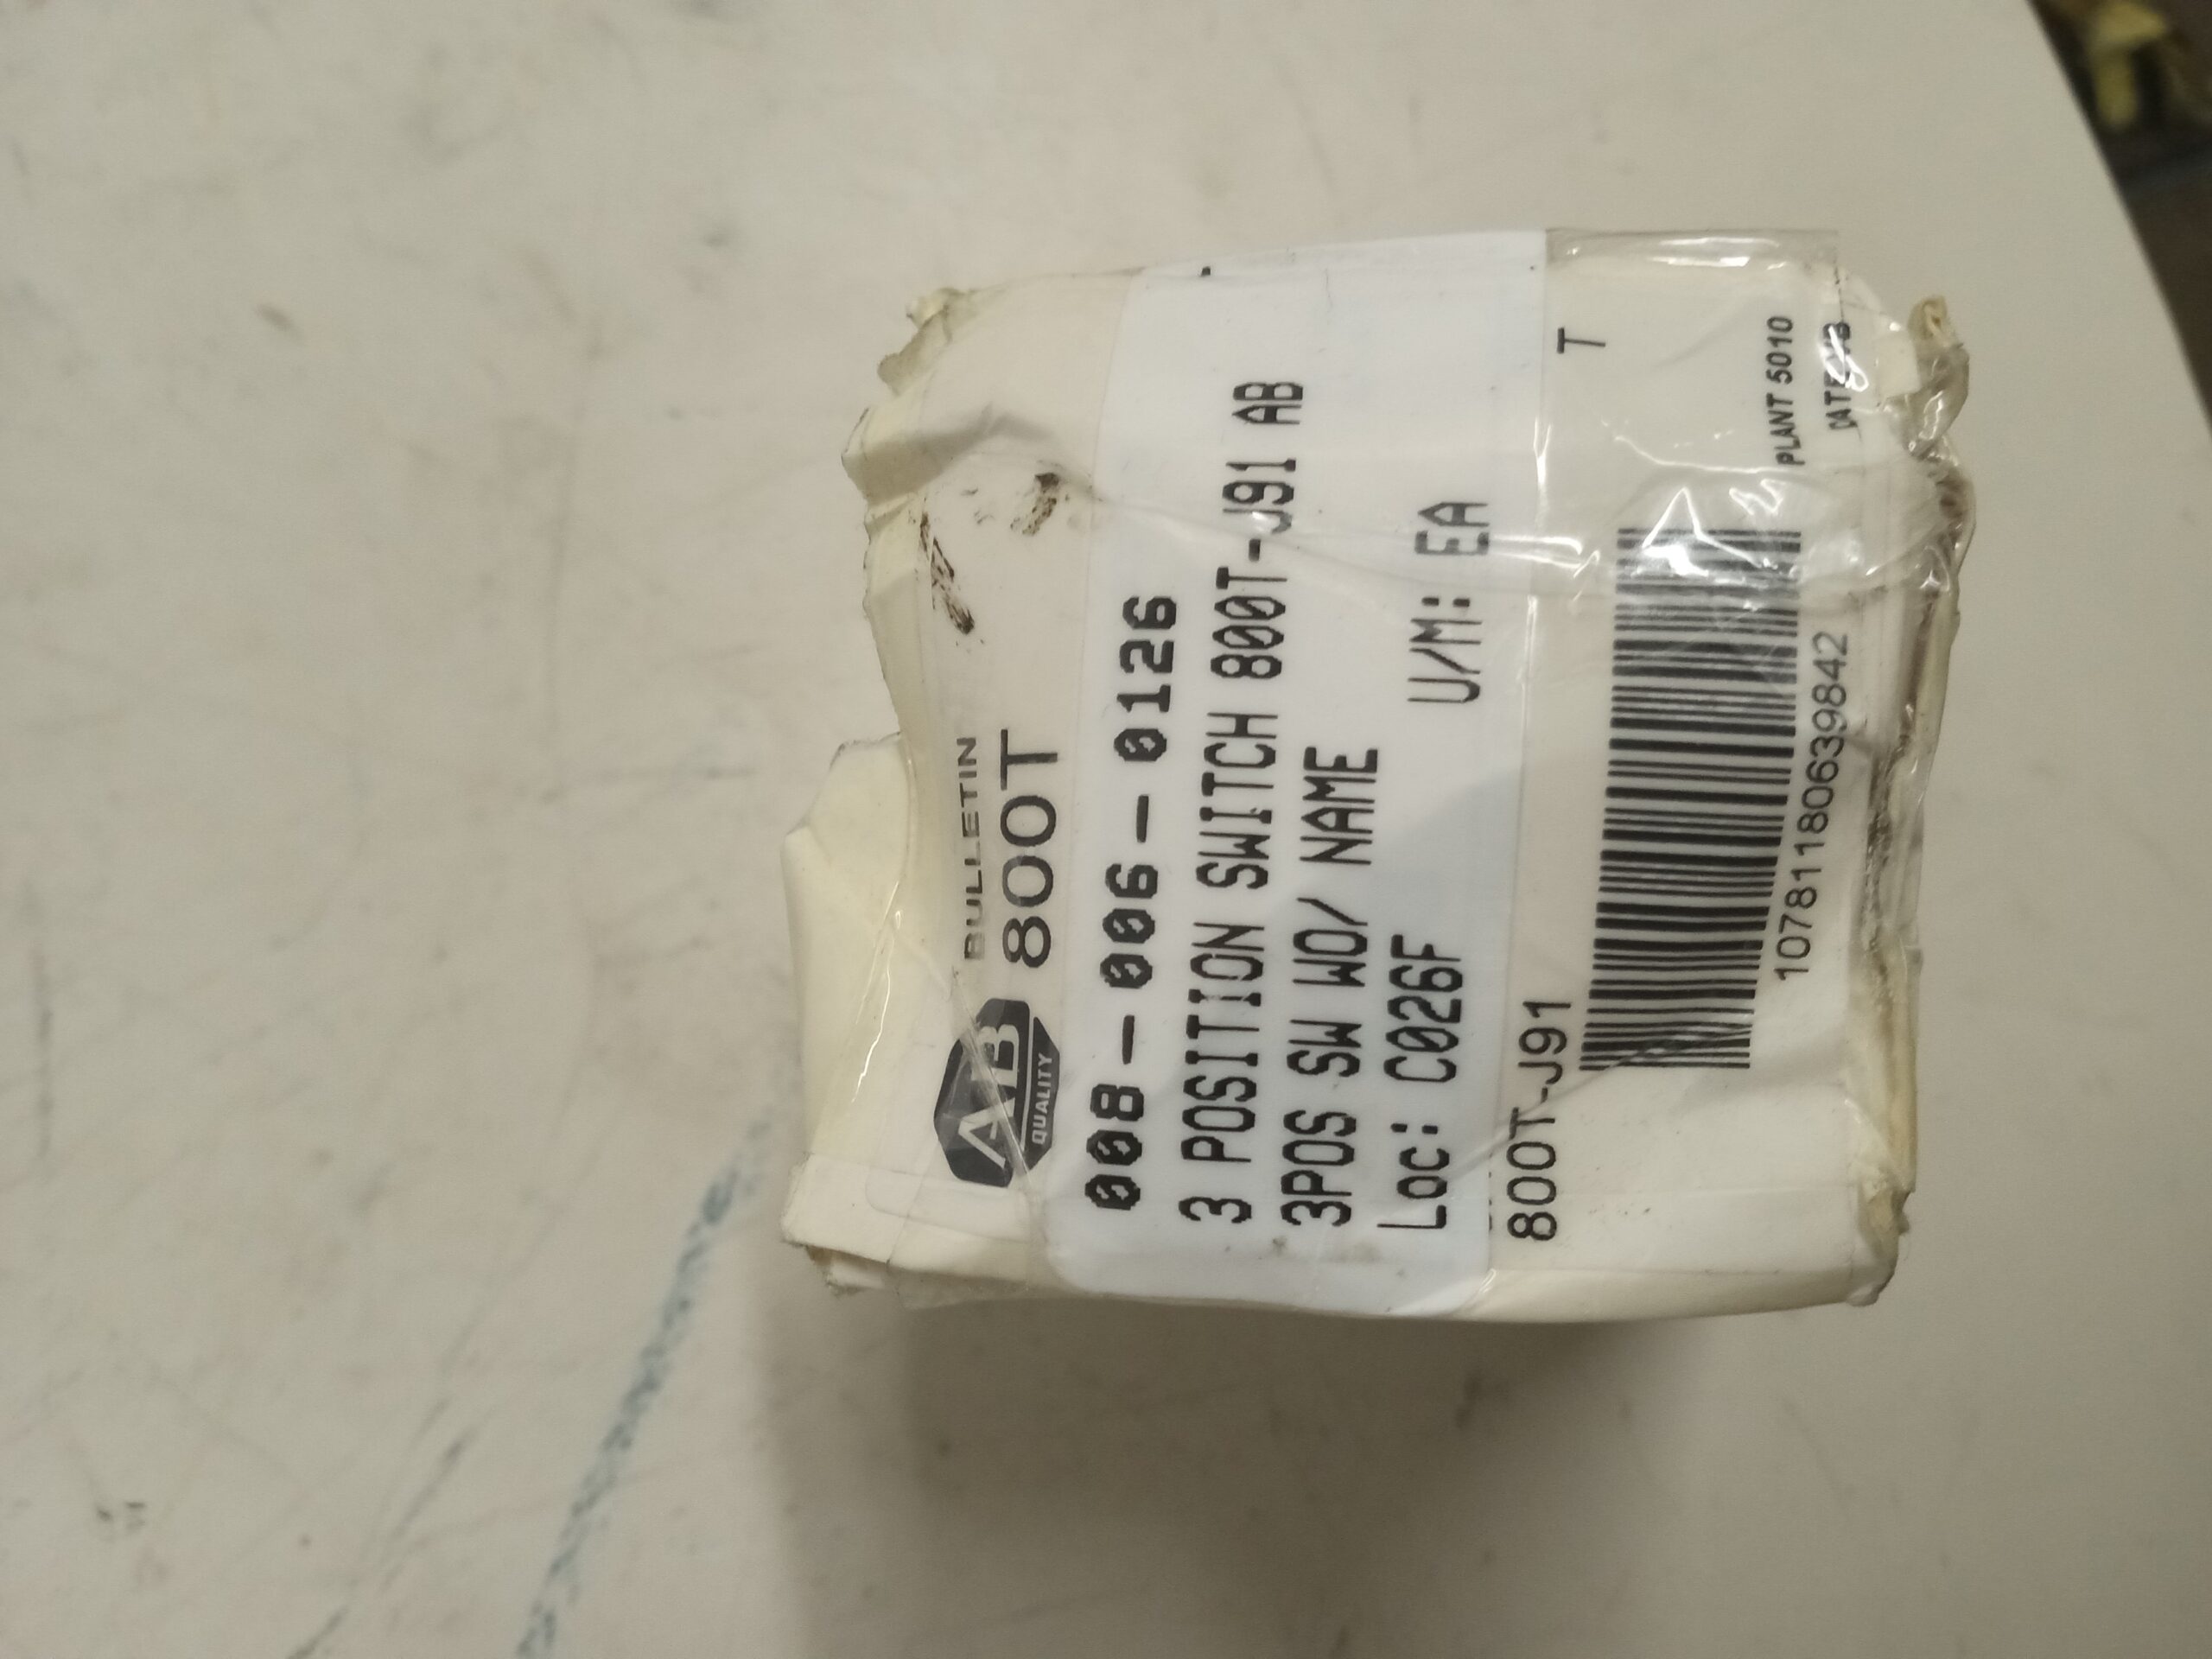 AB
QUALITY
BULLETIN
800T
008-006-0126
3 POSITION SWITCH 800T-J91 AB
3POS SW WO/ NAME
Loc: C026F U/M: EA
800T-J91 T
10781180639842
PLANT 5010